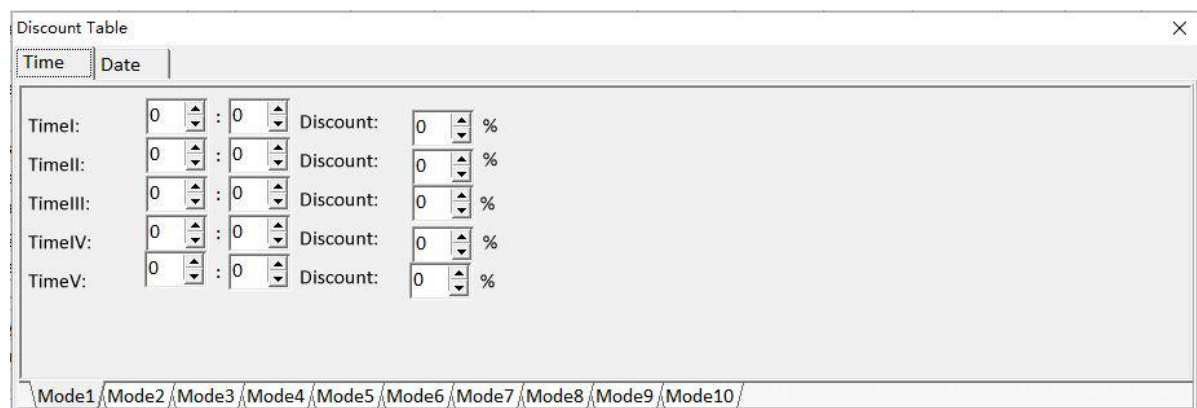 Discount Table
Time Date
TimeI: 0 : 0 Discount: 0 %
TimeII: 0 : 0 Discount: 0 %
TimeIII: 0 : 0 Discount: 0 %
TimeIV: 0 : 0 Discount: 0 %
TimeV: 0 : 0 Discount: 0 %
Mode1 Mode2 Mode3 Mode4 Mode5 Mode6 Mode7 Mode8 Mode9 Mode10